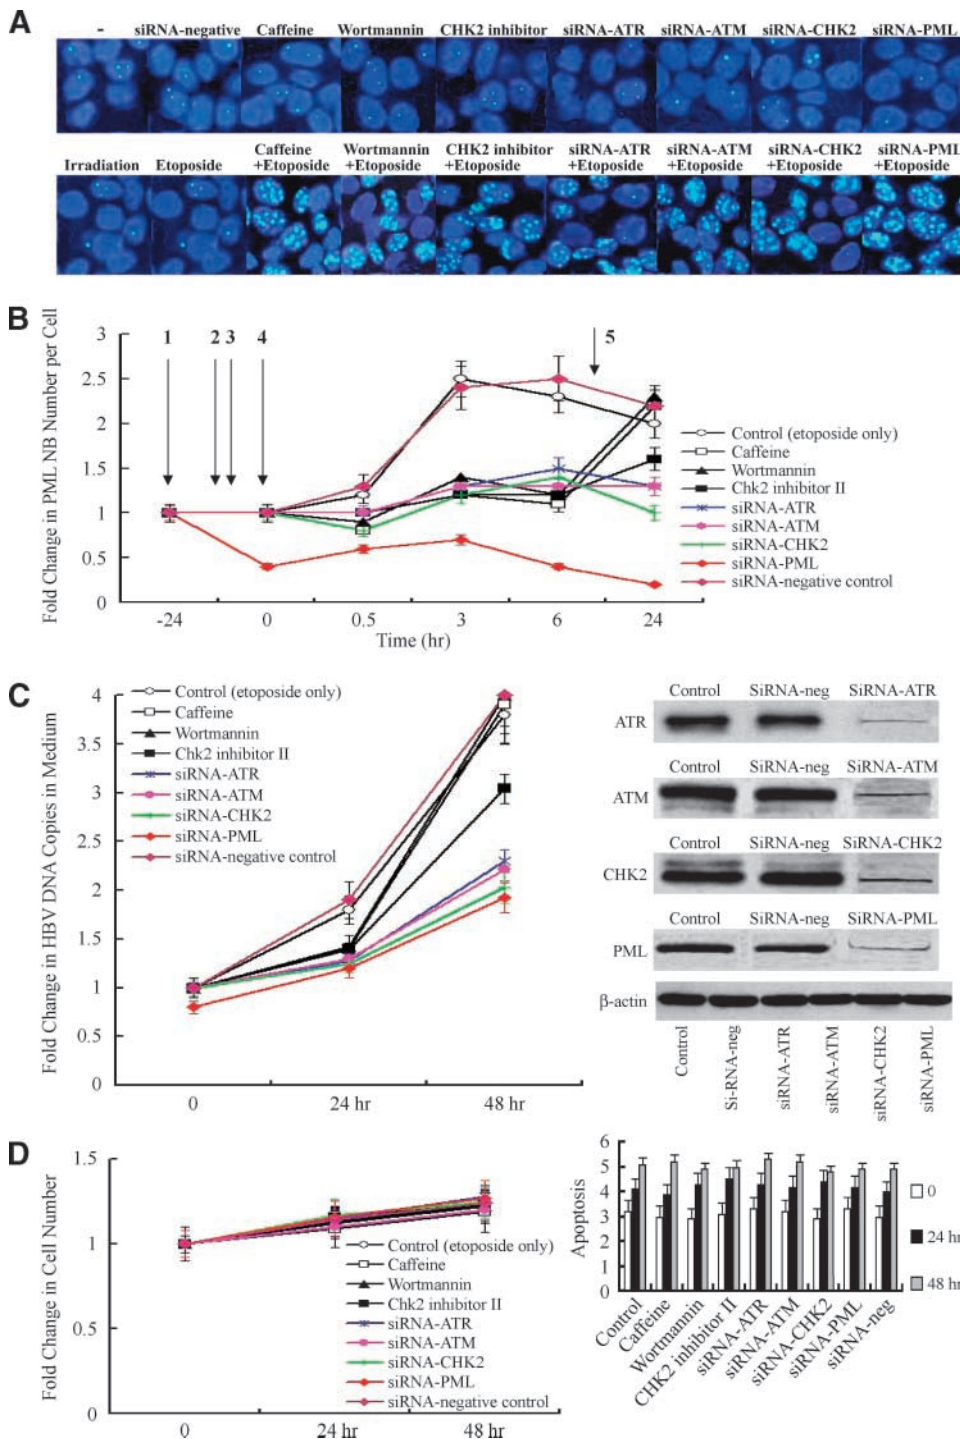 A
- siRNA-negative Caffeine Wortmannin CHK2 inhibitor siRNA-ATR siRNA-ATM siRNA-CHK2 siRNA-PML
Irradiation Etoposide Caffeine +Etoposide Wortmannin +Etoposide CHK2 inhibitor +Etoposide siRNA-ATR +Etoposide siRNA-ATM +Etoposide siRNA-CHK2 +Etoposide siRNA-PML +Etoposide
B
Fold Change in PML NB Number per Cell
3
2.5
2
1.5
1
0.5
0
1 2 3 4 5
-24 0 0.5 3 6 24
Time (hr)
Control (etoposide only)
Caffeine
Wortmannin
Chk2 inhibitor II
siRNA-ATR
siRNA-ATM
siRNA-CHK2
siRNA-PML
siRNA-negative control
C
Fold Change in HBV DNA Copies in Medium
4
3.5
3
2.5
2
1.5
1
0.5
0
Control (etoposide only)
Caffeine
Wortmannin
Chk2 inhibitor II
siRNA-ATR
siRNA-ATM
siRNA-CHK2
siRNA-PML
siRNA-negative control
0 24 hr 48 hr
Control SiRNA-neg SiRNA-ATR
ATR
Control SiRNA-neg SiRNA-ATM
ATM
Control SiRNA-neg SiRNA-CHK2
CHK2
Control SiRNA-neg SiRNA-PML
PML
β-actin
Control
Si-RNA-neg
siRNA-ATR
siRNA-ATM
siRNA-CHK2
siRNA-PML
D
Fold Change in Cell Number
1.5
1
0.5
0
Control (etoposide only)
Caffeine
Wortmannin
Chk2 inhibitor II
siRNA-ATR
siRNA-ATM
siRNA-CHK2
siRNA-PML
siRNA-negative control
0 24 hr 48 hr
Apoptosis
6
5
4
3
2
1
0
0
24 hr
48 hr
Control
Caffeine
Wortmannin
CHK2 inhibitor II
siRNA-ATR
siRNA-ATM
siRNA-CHK2
siRNA-PML
siRNA-neg